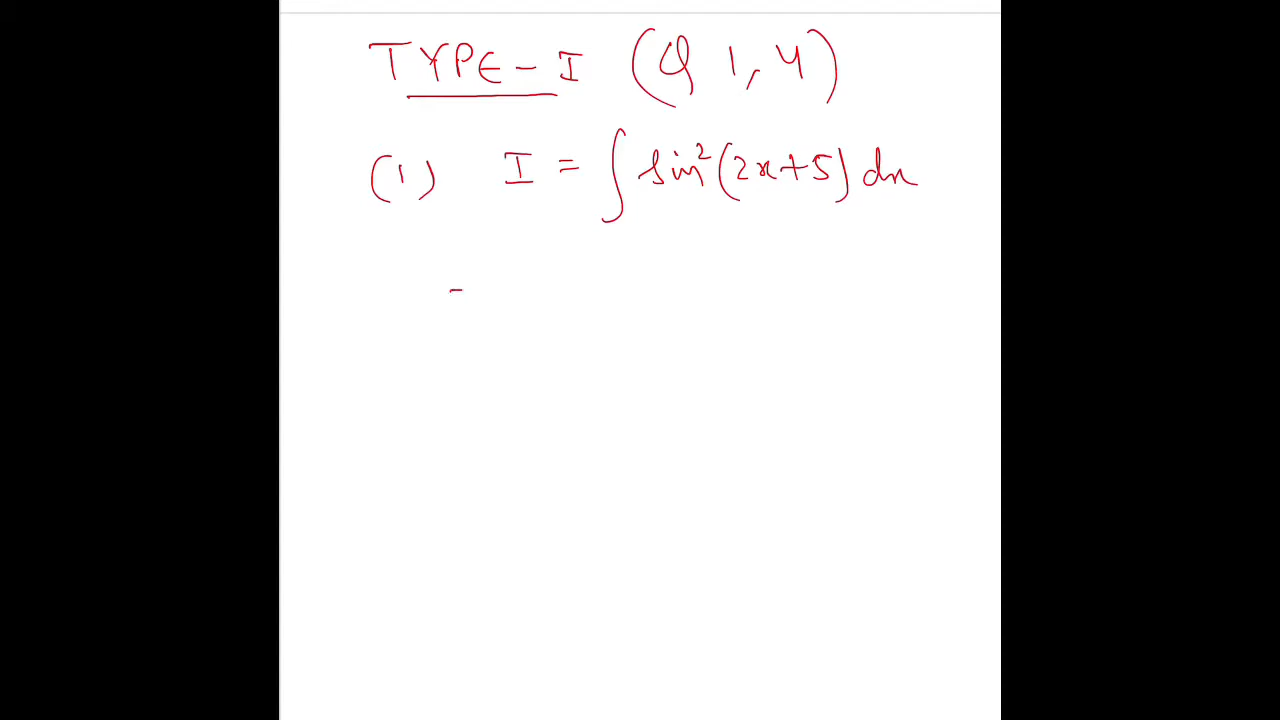 TYPE-I (Q 1, 4)
(1) I = ∫ sin²(2x+5) dx
-